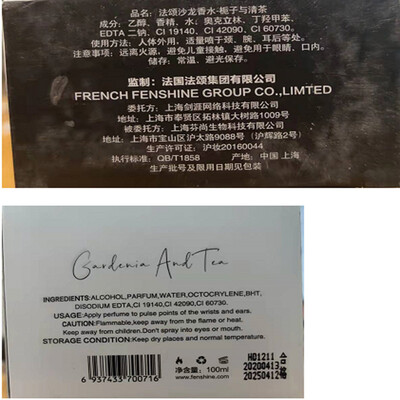 品名：法颂沙龙香水·栀子与清茶
成分：乙醇、香精、水；奥克立林、丁羟甲苯、
EDTA 二钠、CI 19140、CI 42090、CI 60730。
使用方法：人体外用，适量喷于颈、腕、耳后等处。
注意事项：远离火源，避免儿童接触，避免用于眼睛、口内。
储存：常温、避光保存。
监制：法国法颂集团有限公司
FRENCH FENSHINE GROUP CO.,LIMTED
委托方：上海剑涯网络科技有限公司
上海市奉贤区拓林镇大树路1009号
被委托方：上海芬尚生物科技有限公司
上海市宝山区沪太路9088号（沪辉路2号）
生产许可证：沪妆20160044
执行标准：QB/T1858 产地：中国 上海
生产批号及限用日期见包装
Gardenia And Tea
INGREDIENTS:ALCOHOL,PARFUM,WATER,OCTOCRYLENE,BHT,
DISODIUM EDTA,CI 19140,CI 42090,CI 60730.
USAGE:Apply perfume to pulse points of the wrists and ears.
CAUTION:Flammable,keep away from the flame or heat.
Keep away from children.Don't spray into eyes or mouth.
STORAGE CONDITION:Keep dry places and normal temperature.
净含量：100ml
www.fenshine.com
6 937433 700716
HD1211 合
20200413
20250412 格